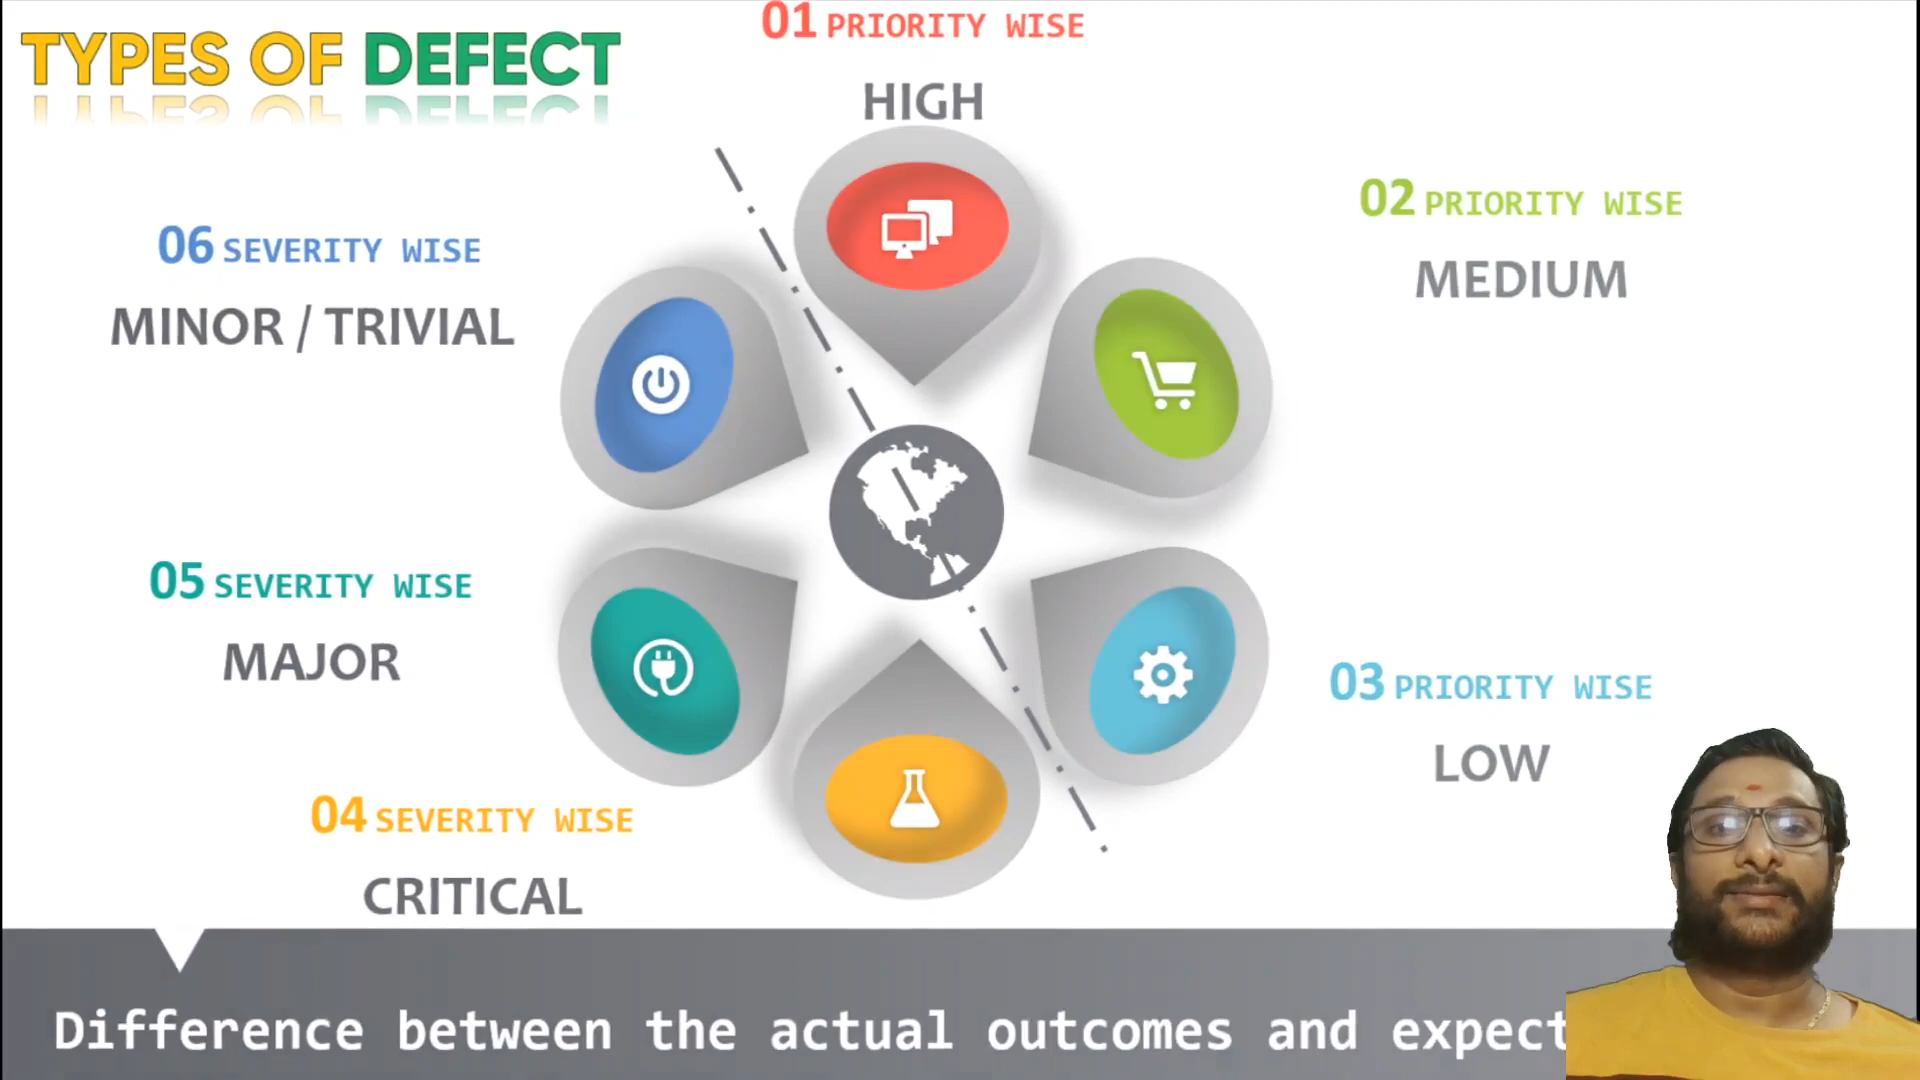 TYPES OF DEFECT
01 PRIORITY WISE
HIGH
02 PRIORITY WISE
MEDIUM
03 PRIORITY WISE
LOW
04 SEVERITY WISE
CRITICAL
05 SEVERITY WISE
MAJOR
06 SEVERITY WISE
MINOR / TRIVIAL
Difference between the actual outcomes and expect